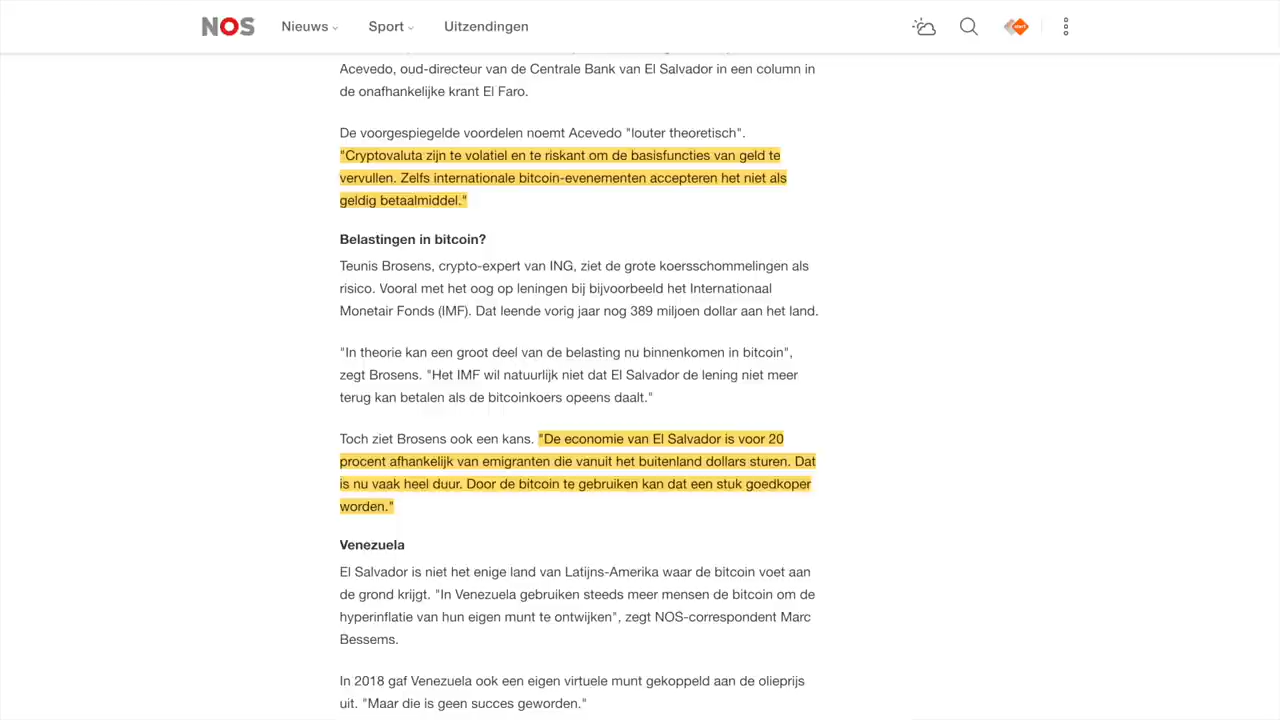 NOS Nieuws Sport Uitzendingen start
Acevedo, oud-directeur van de Centrale Bank van El Salvador in een column in
de onafhankelijke krant El Faro.
De voorgespiegelde voordelen noemt Acevedo "louter theoretisch".
"Cryptovaluta zijn te volatiel en te riskant om de basisfuncties van geld te
vervullen. Zelfs internationale bitcoin-evenementen accepteren het niet als
geldig betaalmiddel."
Belastingen in bitcoin?
Teunis Brosens, crypto-expert van ING, ziet de grote koersschommelingen als
risico. Vooral met het oog op leningen bij bijvoorbeeld het Internationaal
Monetair Fonds (IMF). Dat leende vorig jaar nog 389 miljoen dollar aan het land.
"In theorie kan een groot deel van de belasting nu binnenkomen in bitcoin",
zegt Brosens. "Het IMF wil natuurlijk niet dat El Salvador de lening niet meer
terug kan betalen als de bitcoinkoers opeens daalt."
Toch ziet Brosens ook een kans. "De economie van El Salvador is voor 20
procent afhankelijk van emigranten die vanuit het buitenland dollars sturen. Dat
is nu vaak heel duur. Door de bitcoin te gebruiken kan dat een stuk goedkoper
worden."
Venezuela
El Salvador is niet het enige land van Latijns-Amerika waar de bitcoin voet aan
de grond krijgt. "In Venezuela gebruiken steeds meer mensen de bitcoin om de
hyperinflatie van hun eigen munt te ontwijken", zegt NOS-correspondent Marc
Bessems.
In 2018 gaf Venezuela ook een eigen virtuele munt gekoppeld aan de olieprijs
uit. "Maar die is geen succes geworden."